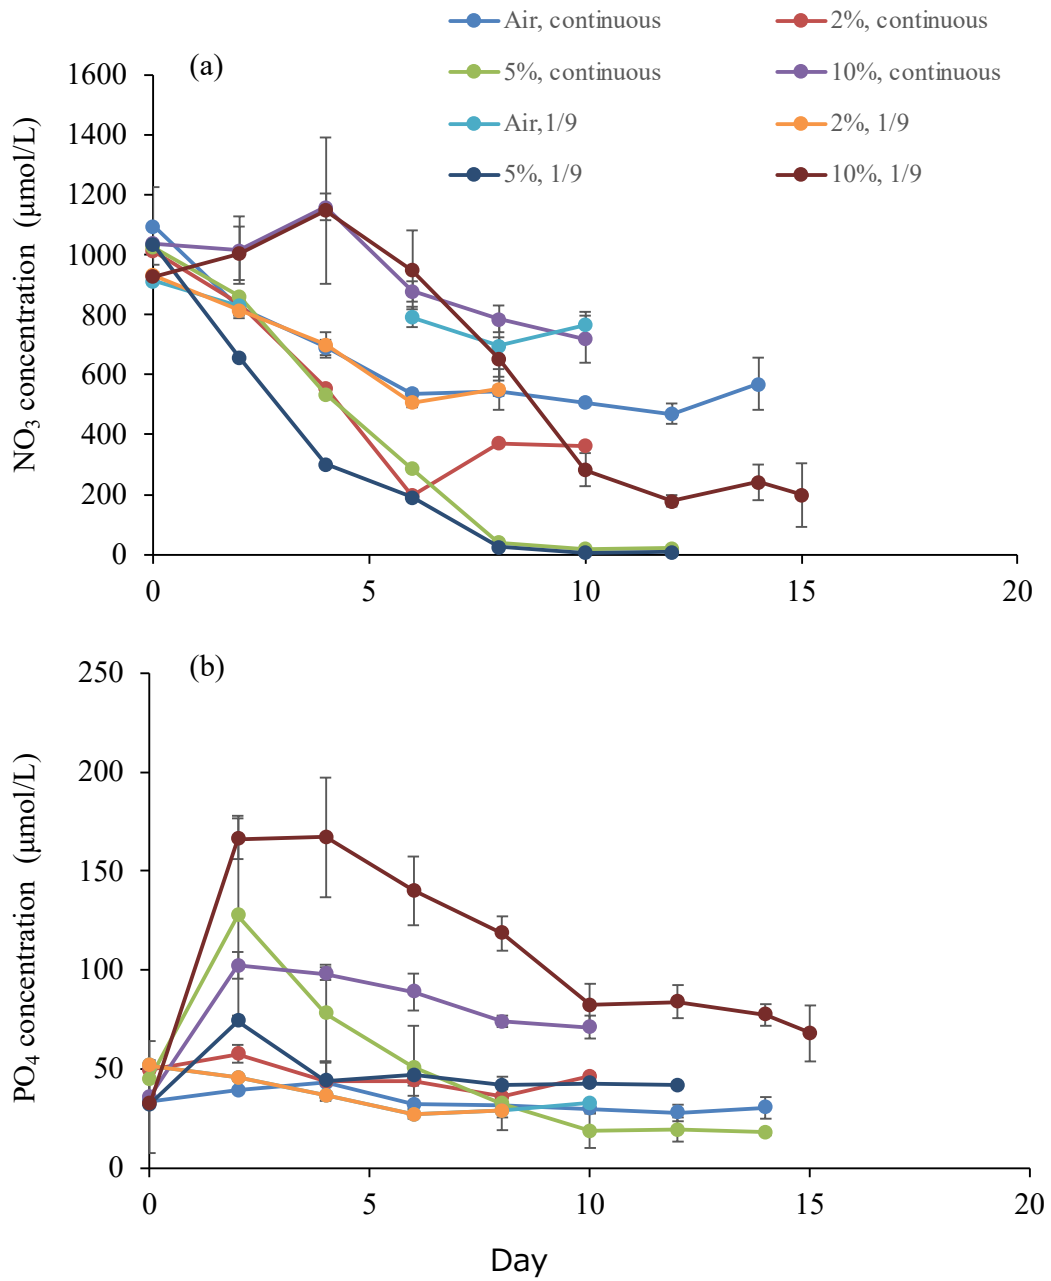 Air, continuous 2%, continuous
5%, continuous 10%, continuous
Air,1/9 2%, 1/9
5%, 1/9 10%, 1/9
(a)
NO3 concentration (μmol/L)
1600
1400
1200
1000
800
600
400
200
0
0 5 10 15 20
(b)
PO4 concentration (μmol/L)
250
200
150
100
50
0
0 5 10 15 20
Day